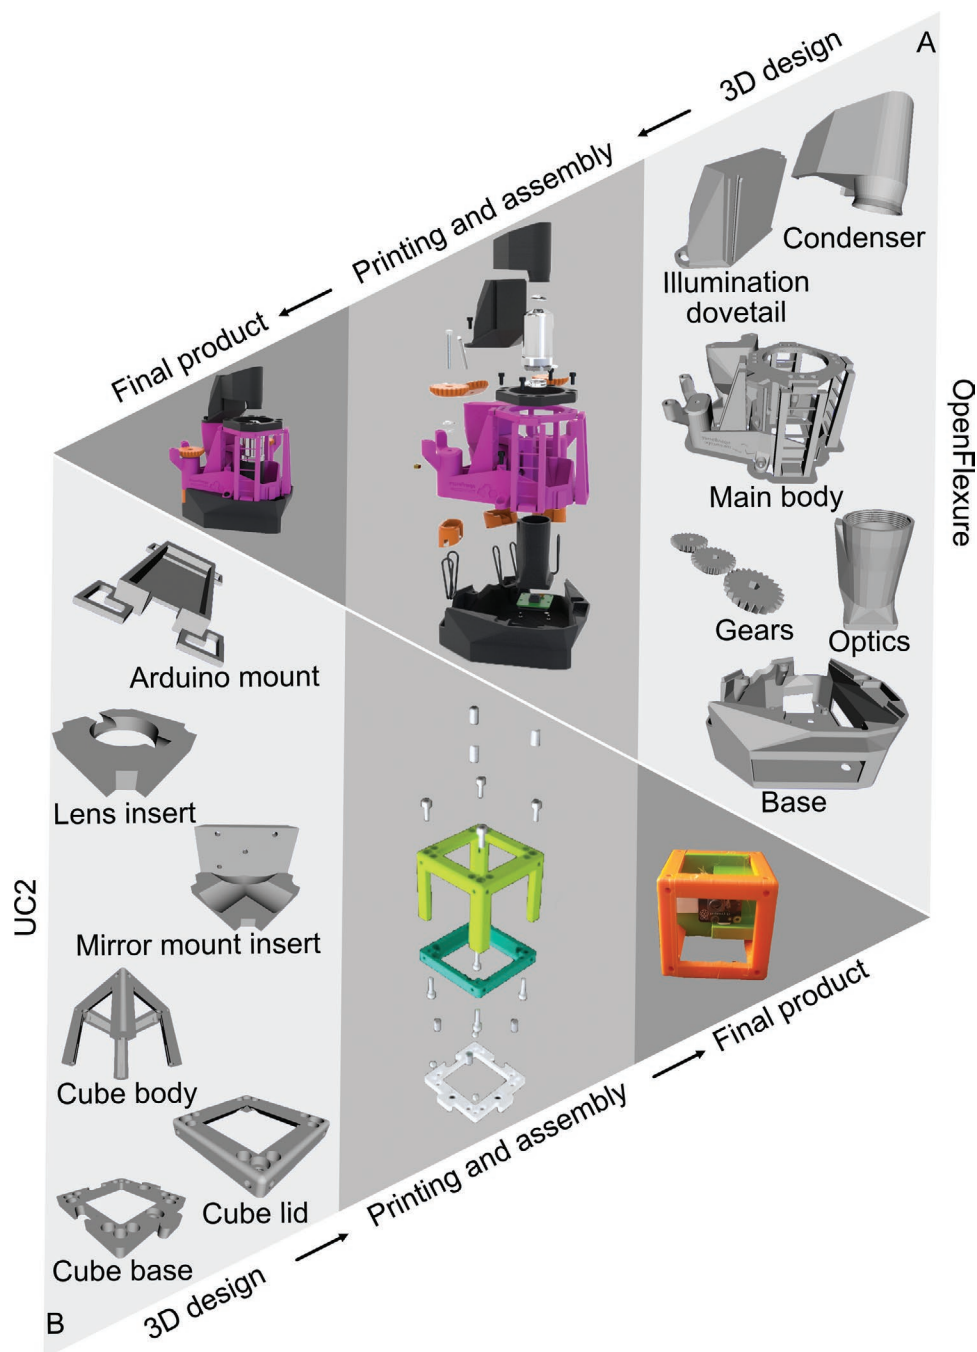 A
3D design
Printing and assembly
Final product
Condenser
Illumination
dovetail
Main body
OpenFlexure
Gears
Optics
Base
Arduino mount
Lens insert
UC2
Mirror mount insert
Cube body
Cube lid
Cube base
B
3D design
Printing and assembly
Final product